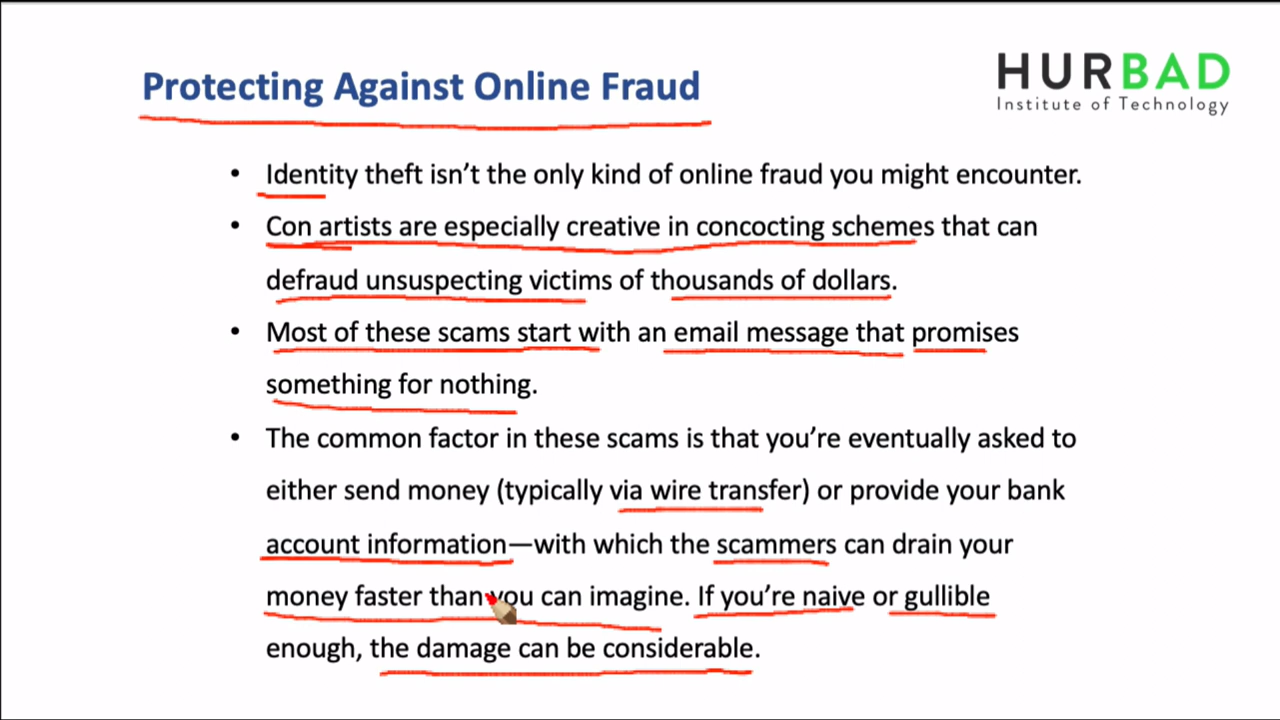 Protecting Against Online Fraud
HURBAD
Institute of Technology
• Identity theft isn’t the only kind of online fraud you might encounter.
• Con artists are especially creative in concocting schemes that can
defraud unsuspecting victims of thousands of dollars.
• Most of these scams start with an email message that promises
something for nothing.
• The common factor in these scams is that you’re eventually asked to
either send money (typically via wire transfer) or provide your bank
account information—with which the scammers can drain your
money faster than you can imagine. If you’re naive or gullible
enough, the damage can be considerable.